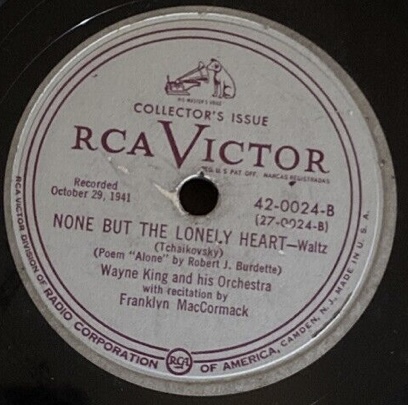 HIS MASTER'S VOICE
COLLECTOR'S ISSUE
RCA VICTOR
REG. U.S. PAT. OFF. MARCAS REGISTRADAS
Recorded
October 29, 1941
42-0024-B
(27-0024-B)
NONE BUT THE LONELY HEART—Waltz
(Tchaikovsky)
(Poem "Alone" by Robert J. Burdette)
Wayne King and his Orchestra
with recitation by
Franklyn MacCormack
RCA VICTOR DIVISION OF RADIO CORPORATION RCA OF AMERICA, CAMDEN, N.J. MADE IN U.S.A.